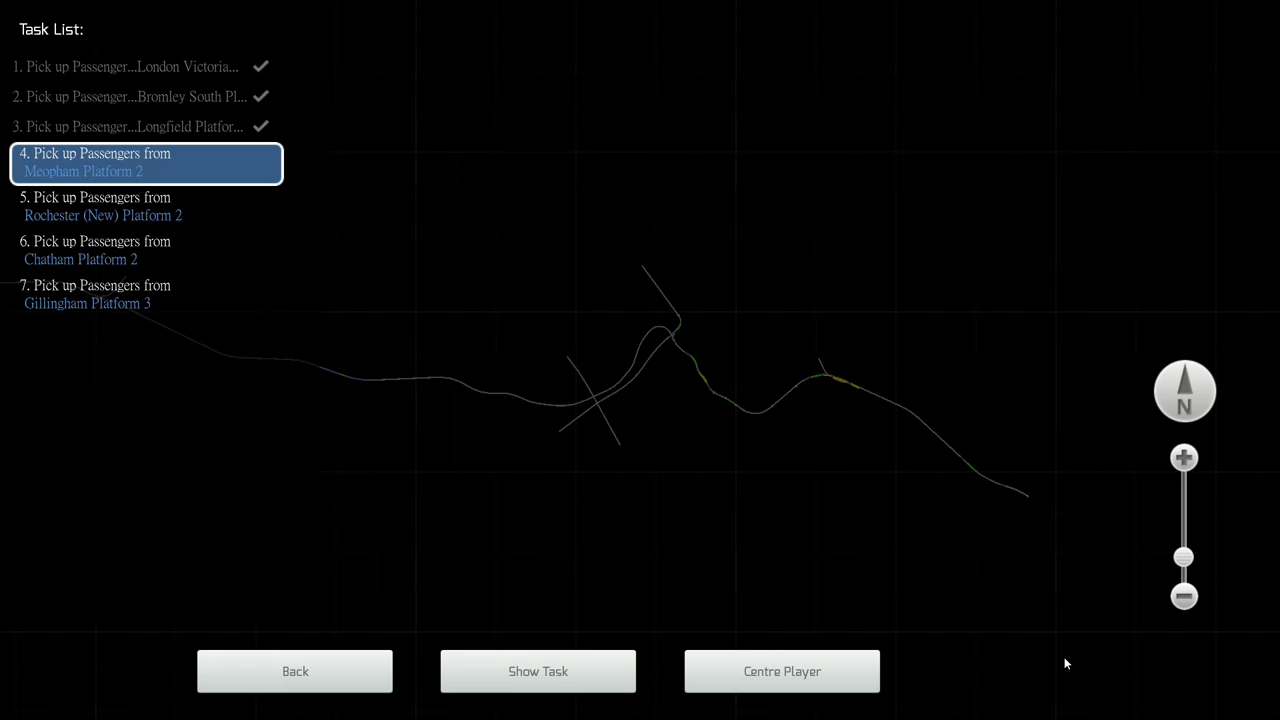 Task List:
1. Pick up Passenger...London Victoria...
2. Pick up Passenger...Bromley South Pl...
3. Pick up Passenger...Longfield Platfor...
4. Pick up Passengers from
Meopham Platform 2
5. Pick up Passengers from
Rochester (New) Platform 2
6. Pick up Passengers from
Chatham Platform 2
7. Pick up Passengers from
Gillingham Platform 3
N
Back
Show Task
Centre Player